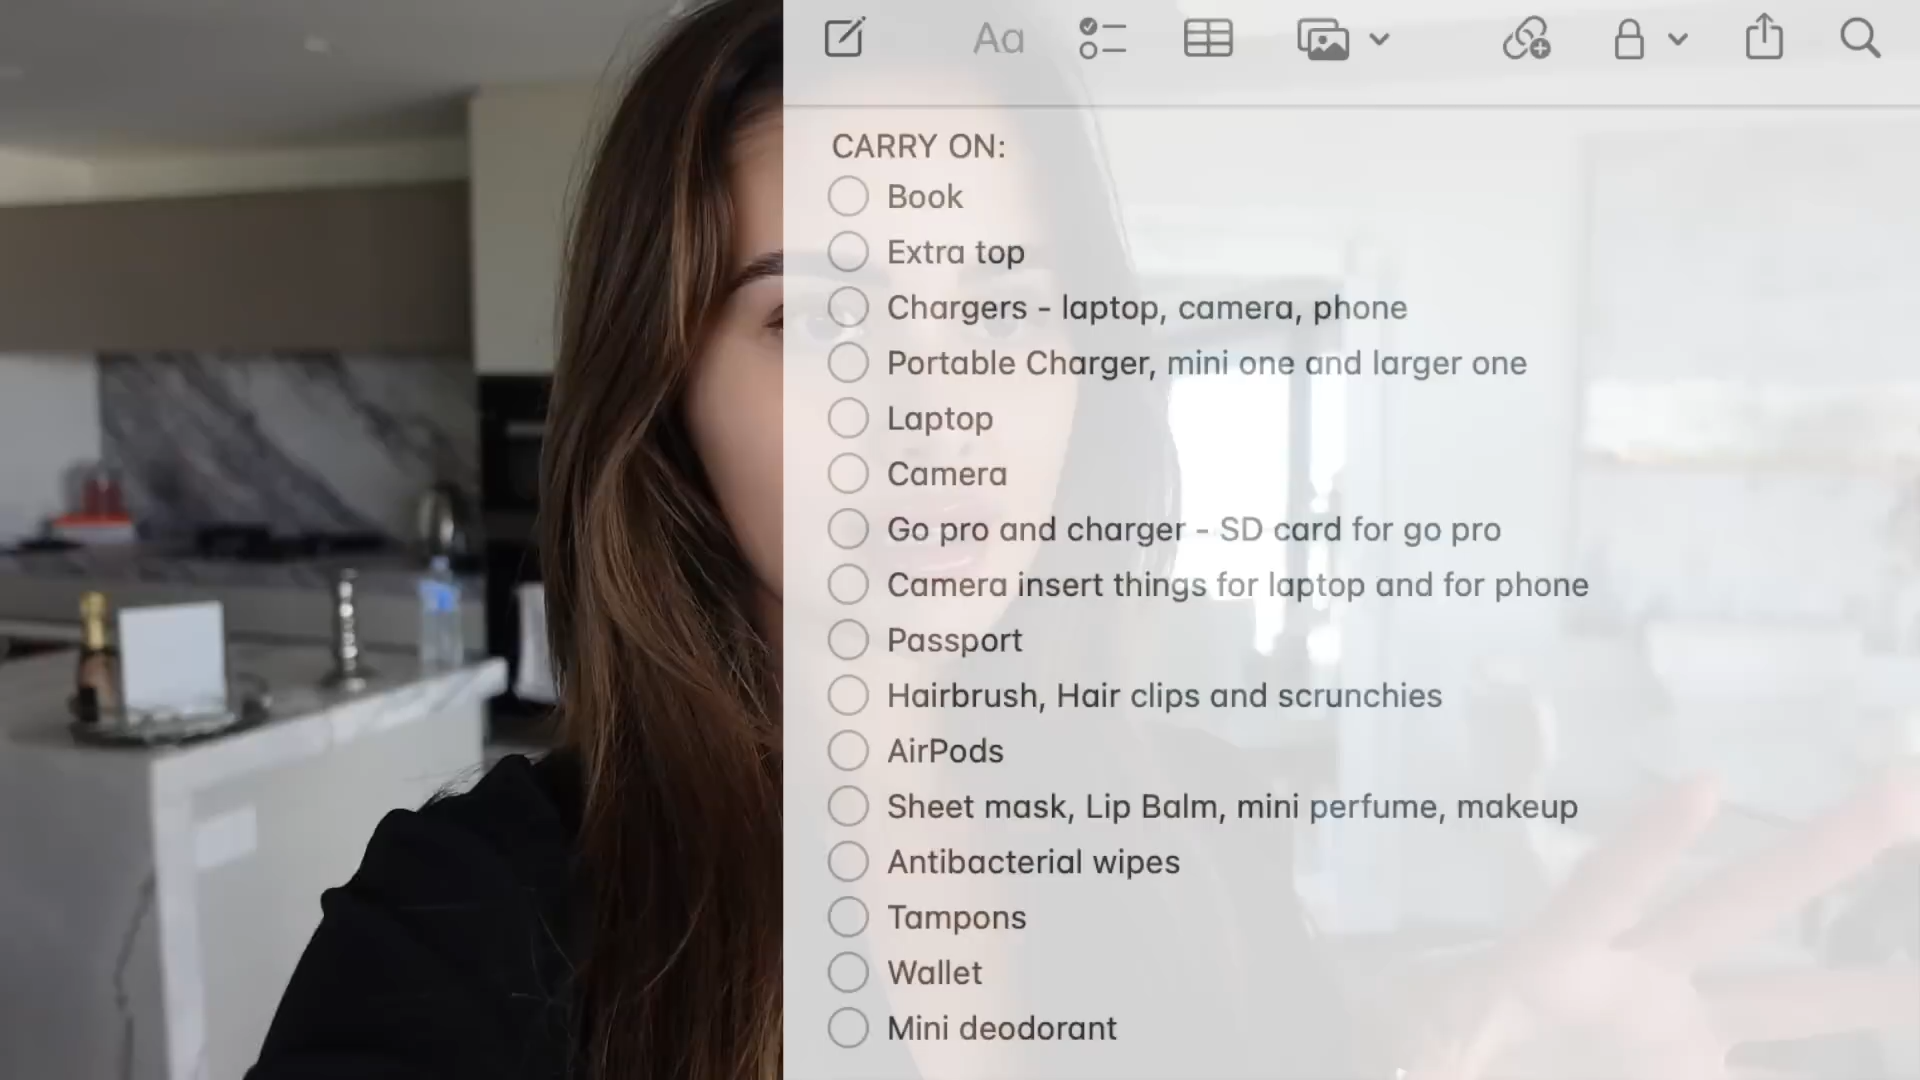 Aa
CARRY ON:
Book
Extra top
Chargers - laptop, camera, phone
Portable Charger, mini one and larger one
Laptop
Camera
Go pro and charger - SD card for go pro
Camera insert things for laptop and for phone
Passport
Hairbrush, Hair clips and scrunchies
AirPods
Sheet mask, Lip Balm, mini perfume, makeup
Antibacterial wipes
Tampons
Wallet
Mini deodorant